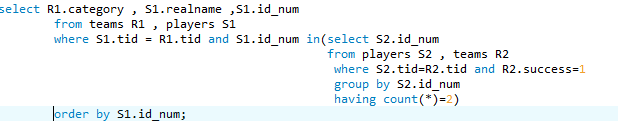 select R1.category , S1.realname ,S1.id_num
from teams R1 , players S1
where S1.tid = R1.tid and S1.id_num in(select S2.id_num
from players S2 , teams R2
where S2.tid=R2.tid and R2.success=1
group by S2.id_num
having count(*)=2)
order by S1.id_num;